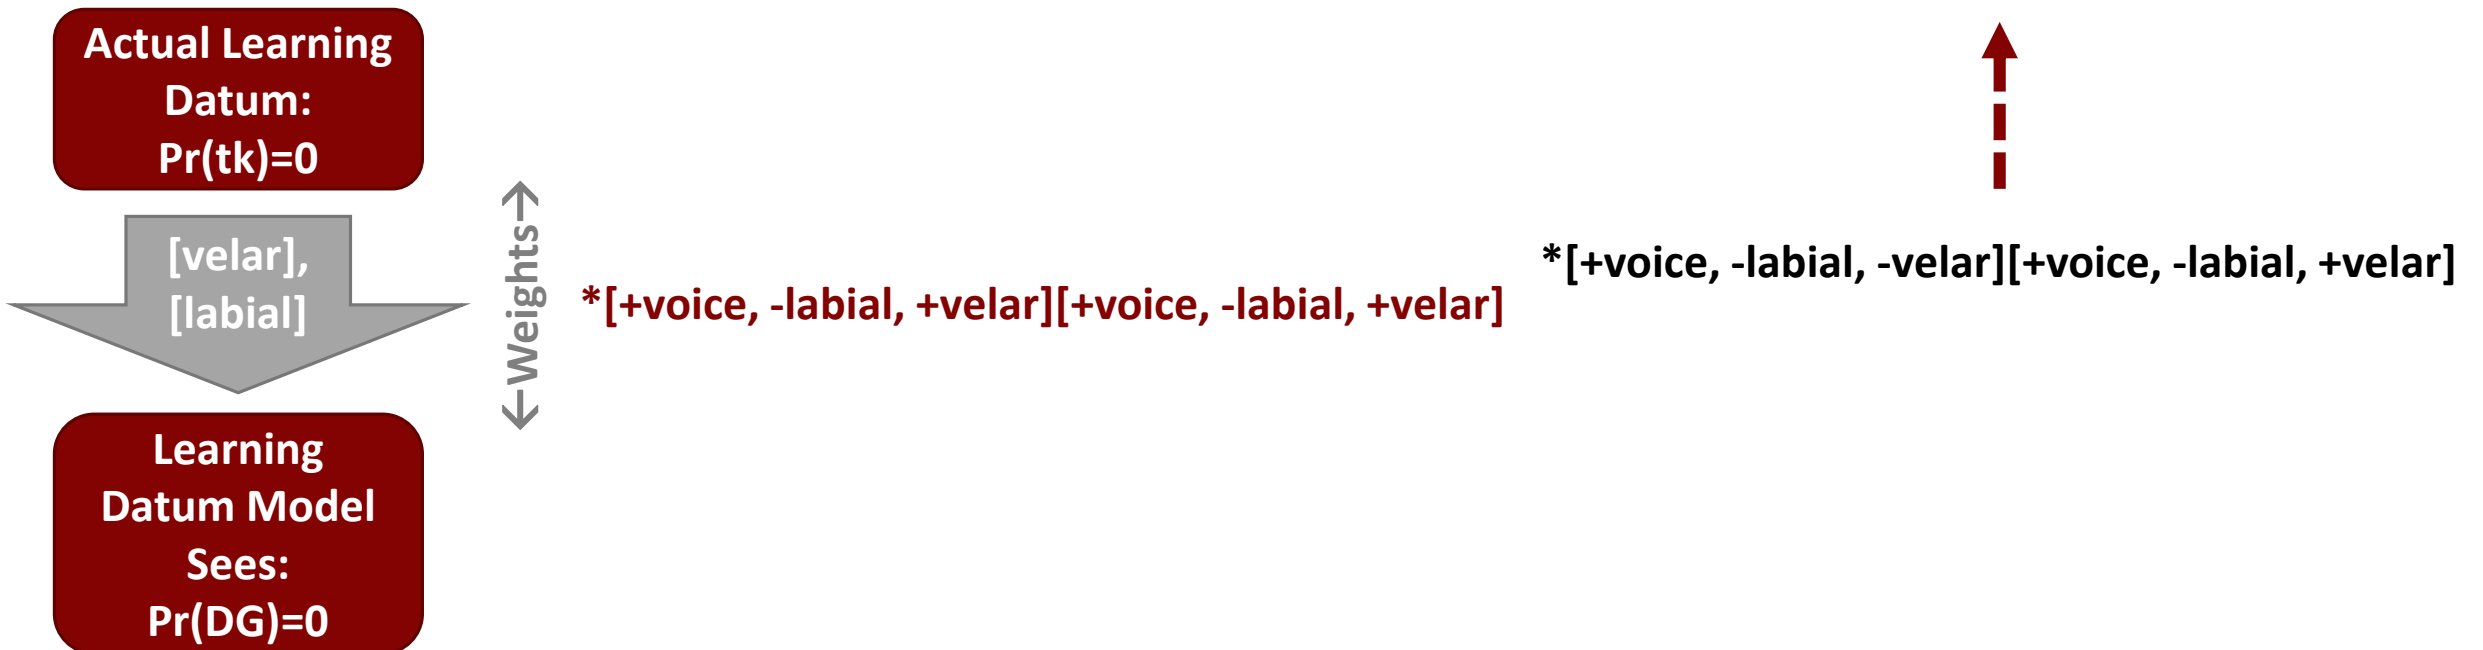 Actual Learning
Datum:
Pr(tk)=0
[velar],
[labial]
Learning
Datum Model
Sees:
Pr(DG)=0
←Weights→
*[+voice, -labial, +velar][+voice, -labial, +velar]
*[+voice, -labial, -velar][+voice, -labial, +velar]